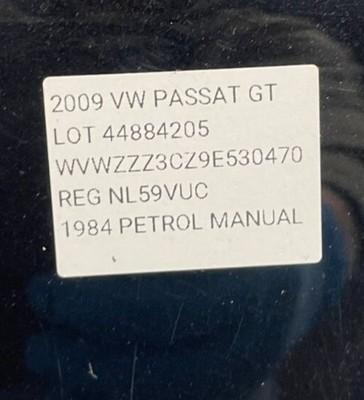 2009 VW PASSAT GT
LOT 44884205
WVWZZZ3CZ9E530470
REG NL59VUC
1984 PETROL MANUAL